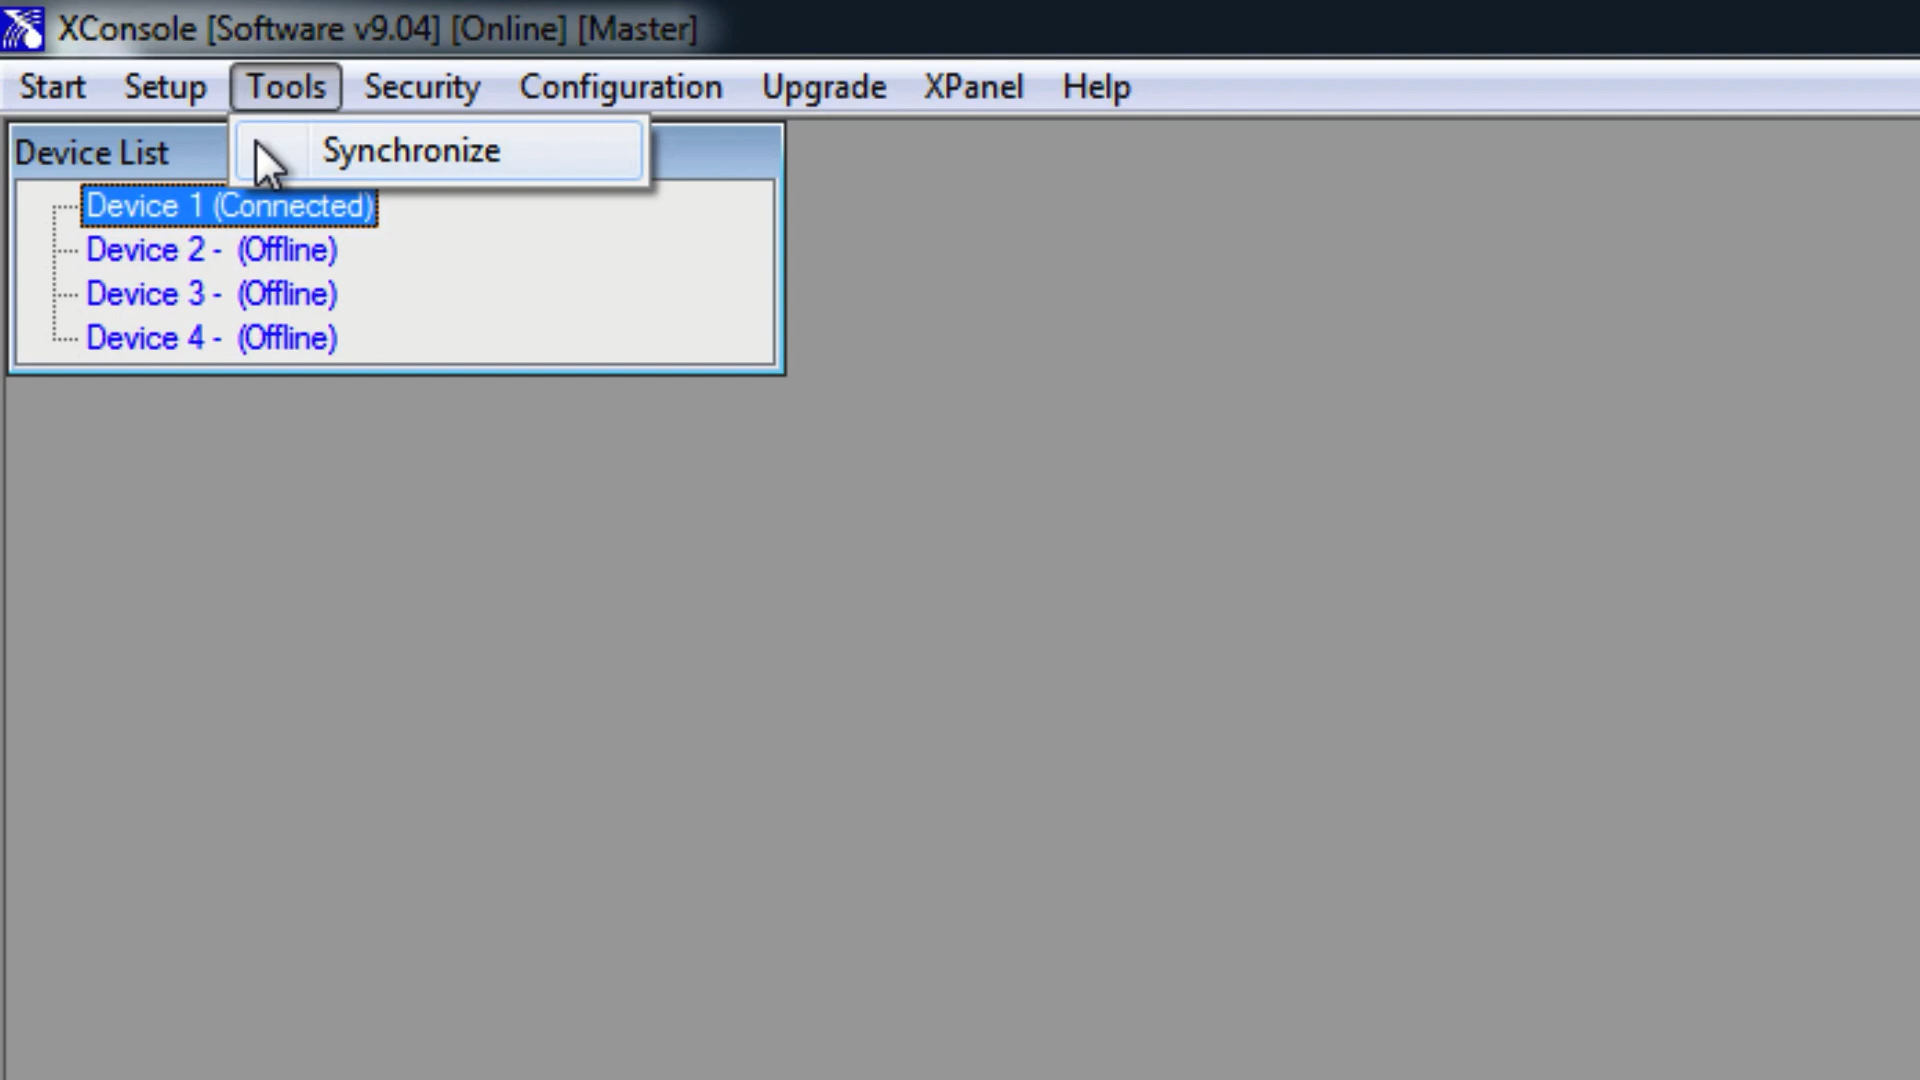 XConsole [Software v9.04] [Online] [Master]
Start Setup Tools Security Configuration Upgrade XPanel Help
Device List
Synchronize
Device 1 (Connected)
Device 2 - (Offline)
Device 3 - (Offline)
Device 4 - (Offline)